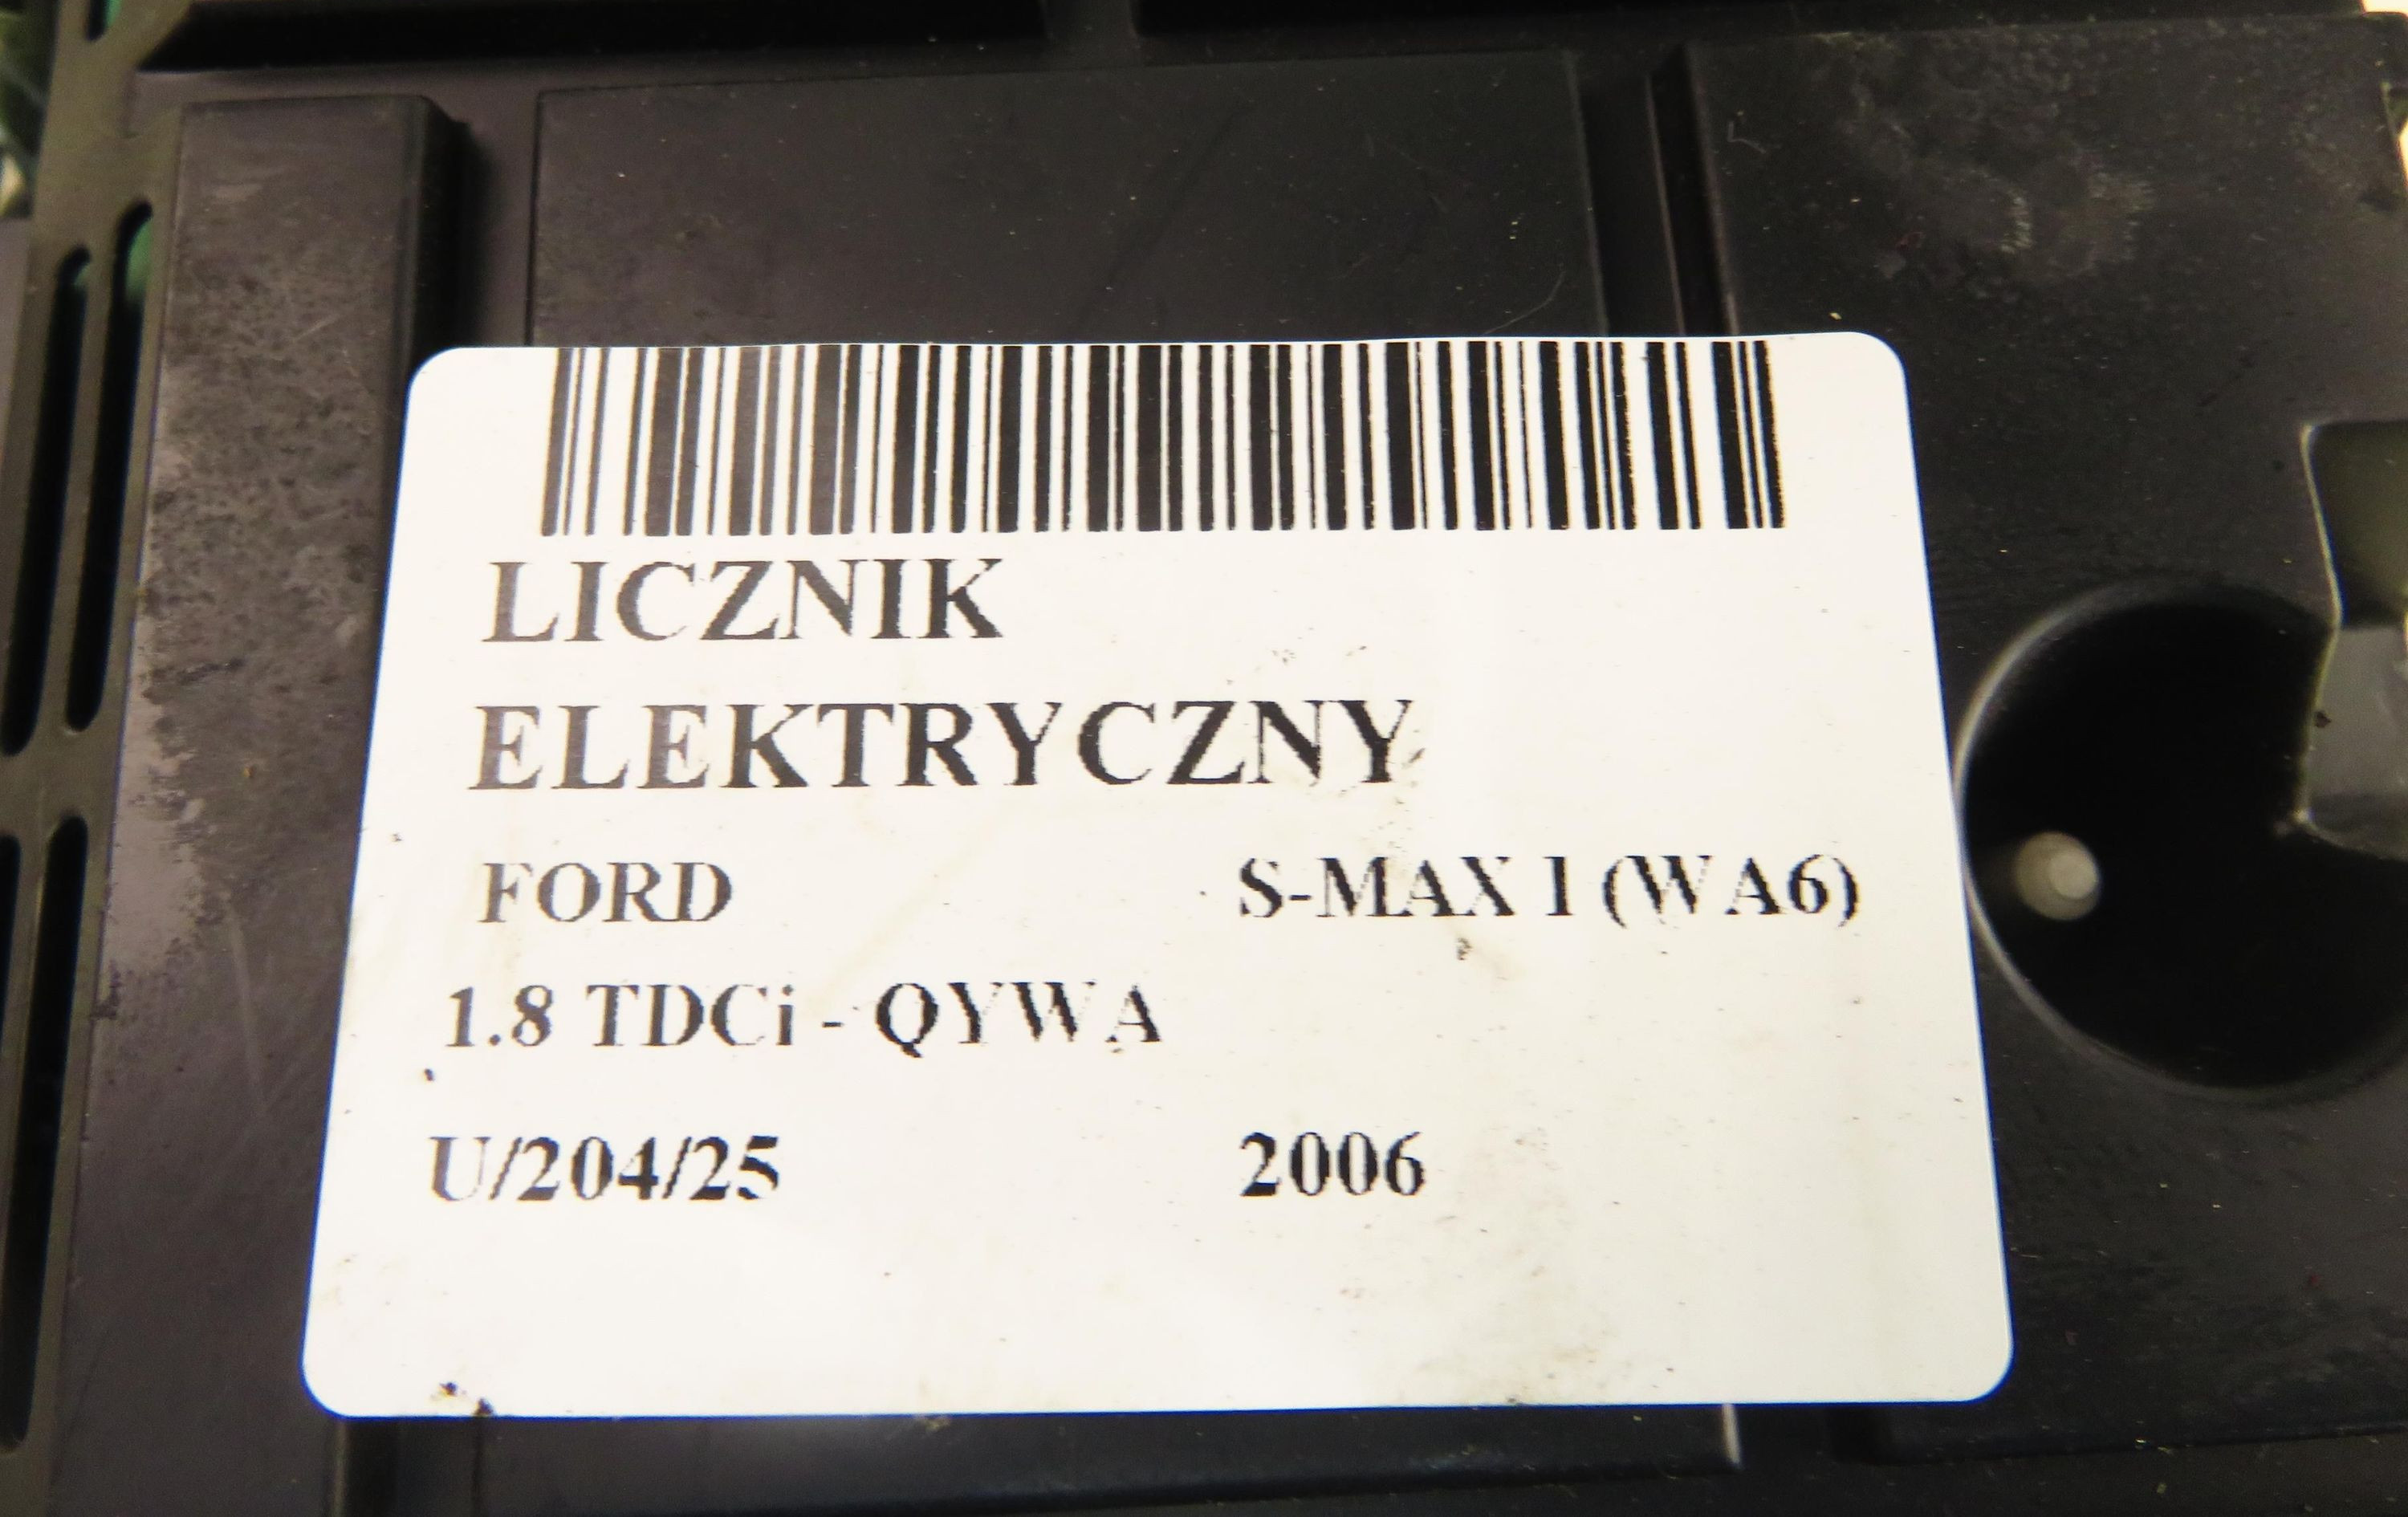 LICZNIK
ELEKTRYCZNY
FORD S-MAX I (WA6)
1.8 TDCi - QYWA
U/204/25 2006